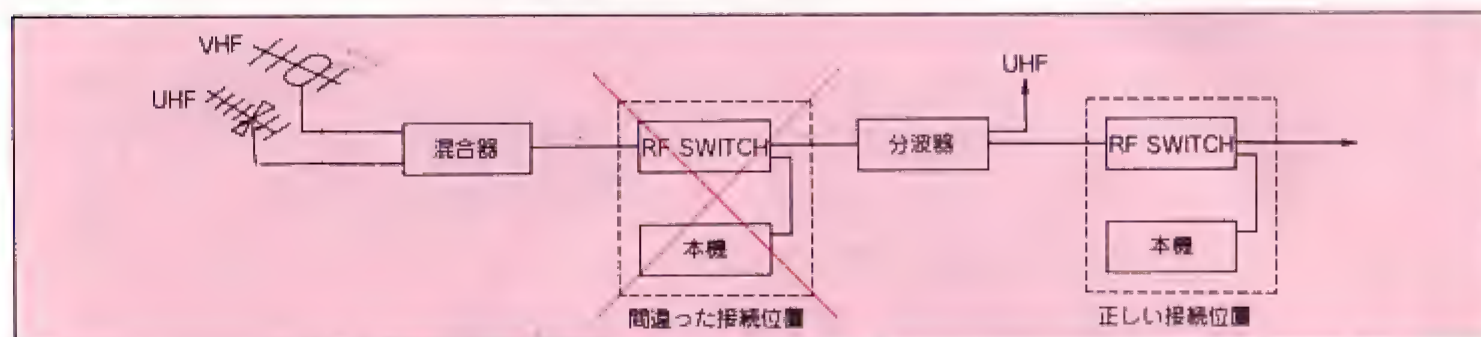 VHF
UHF
混合器
RF SWITCH
本機
間違った接続位置
分波器
UHF
RF SWITCH
本機
正しい接続位置